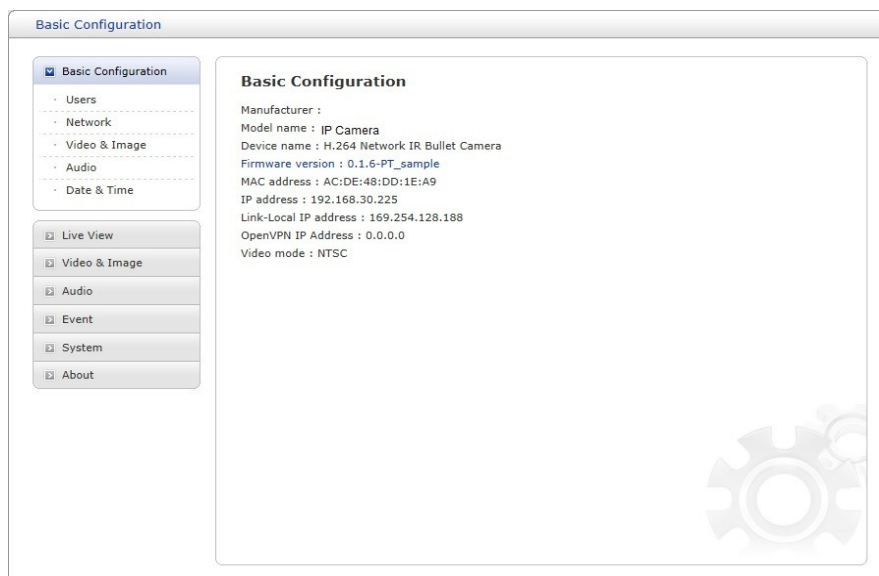 Basic Configuration
Basic Configuration
· Users
· Network
· Video & Image
· Audio
· Date & Time
Live View
Video & Image
Audio
Event
System
About
Basic Configuration
Manufacturer :
Model name : IP Camera
Device name : H.264 Network IR Bullet Camera
Firmware version : 0.1.6-PT_sample
MAC address : AC:DE:48:DD:1E:A9
IP address : 192.168.30.225
Link-Local IP address : 169.254.128.188
OpenVPN IP Address : 0.0.0.0
Video mode : NTSC